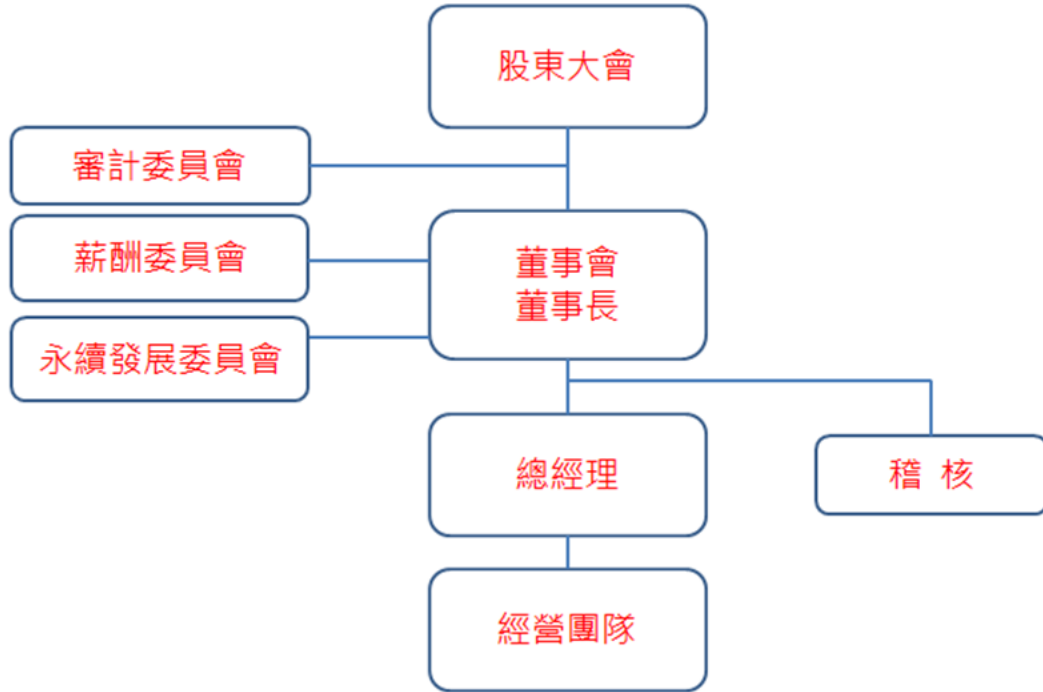 股東大會
審計委員會
薪酬委員會
董事會
董事長
永續發展委員會
總經理
稽 核
經營團隊